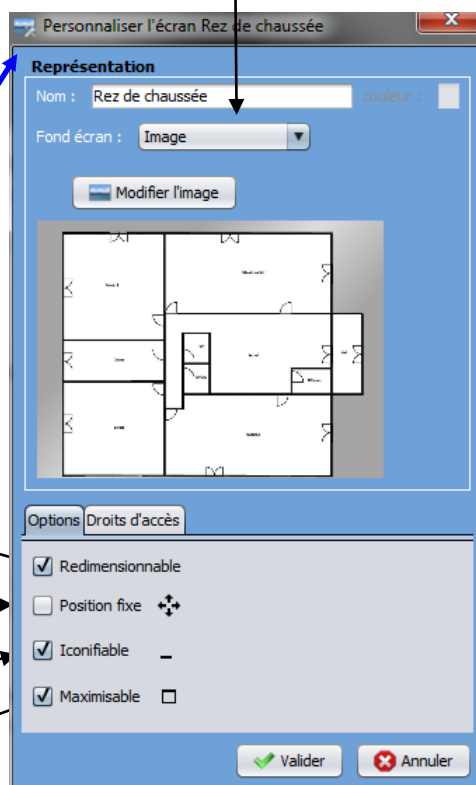 Personnaliser l'écran Rez de chaussée
Représentation
Nom : Rez de chaussée couleur :
Fond écran : Image
Modifier l'image
Options Droits d'accès
Redimensionnable
Position fixe
Iconifiable
Maximisable
Valider Annuler